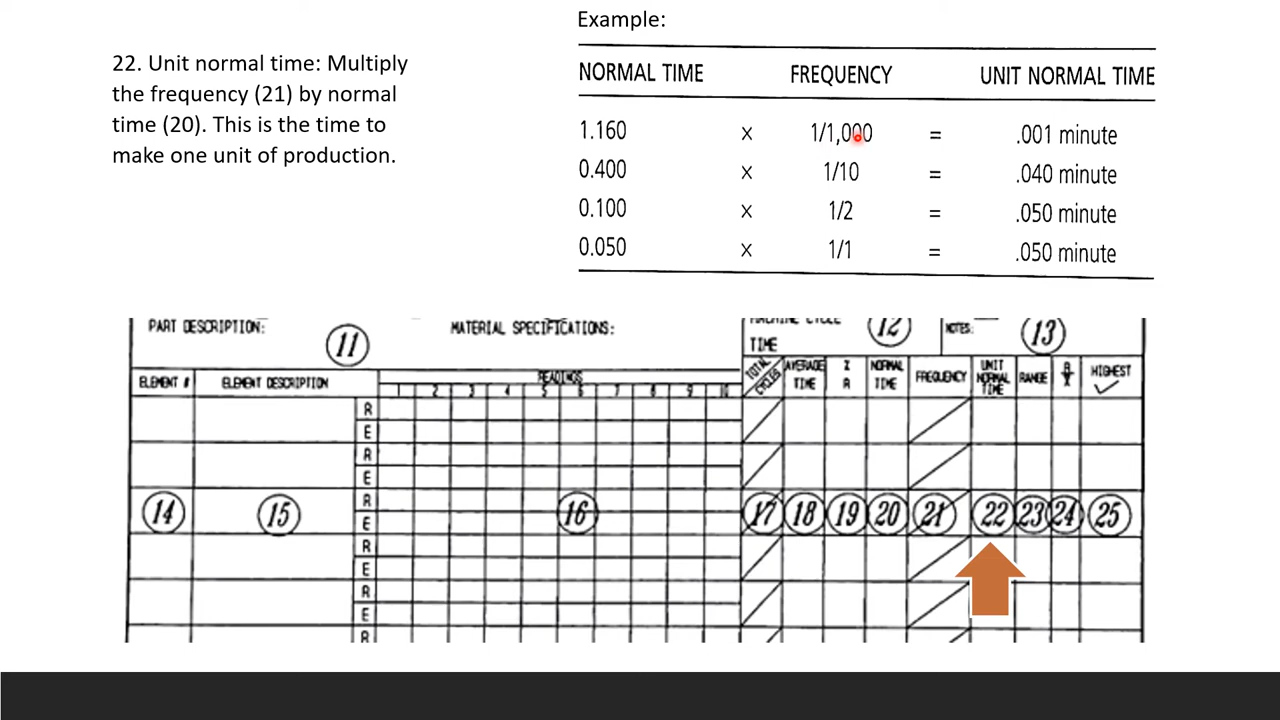 Example:
22. Unit normal time: Multiply
the frequency (21) by normal
time (20). This is the time to
make one unit of production.
NORMAL TIME FREQUENCY UNIT NORMAL TIME
1.160 x 1/1,000 = .001 minute
0.400 x 1/10 = .040 minute
0.100 x 1/2 = .050 minute
0.050 x 1/1 = .050 minute
PART DESCRIPTION: 11 MATERIAL SPECIFICATIONS: MACHINE CYCLE 12 NOTES: 13
TIME
ELEMENT # ELEMENT DESCRIPTION READINGS TOTAL CYCLES AVERAGE TIME R NORMAL TIME FREQUENCY UNIT NORMAL TIME RANGE HIGHEST
1 2 3 4 5 6 7 8 9 10
R
E
R
E
R
14 15 E 16 17 18 19 20 21 22 23 24 25
R
E
R
E
R